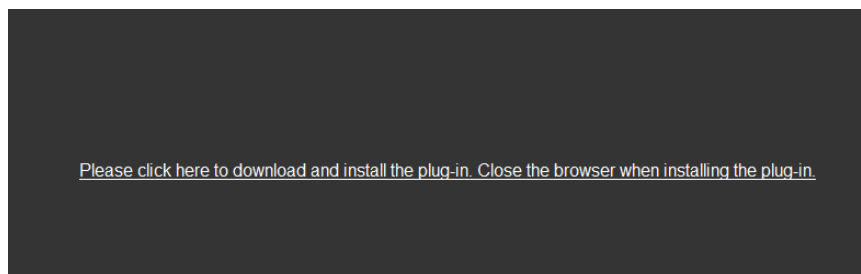 Please click here to download and install the plug-in. Close the browser when installing the plug-in.